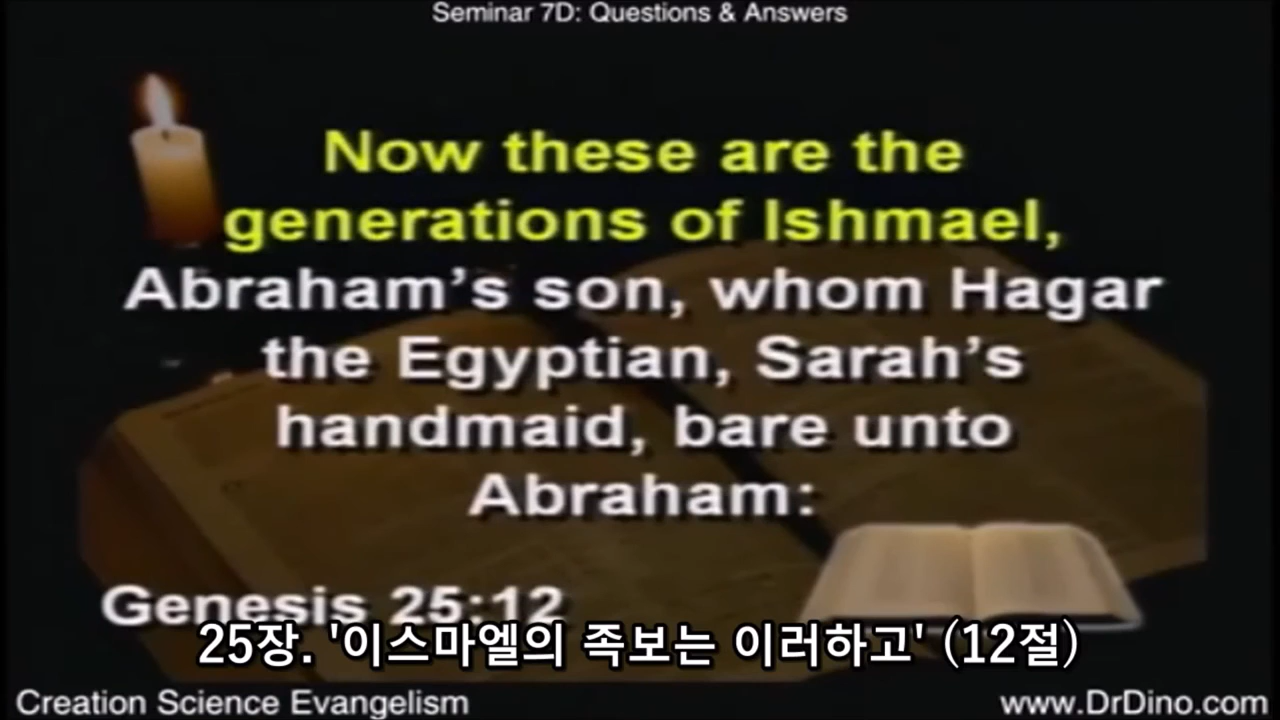 Seminar 7D: Questions & Answers
Now these are the
generations of Ishmael,
Abraham’s son, whom Hagar
the Egyptian, Sarah’s
handmaid, bare unto
Abraham:
Genesis 25:12
25장. '이스마엘의 족보는 이러하고' (12절)
Creation Science Evangelism
www.DrDino.com